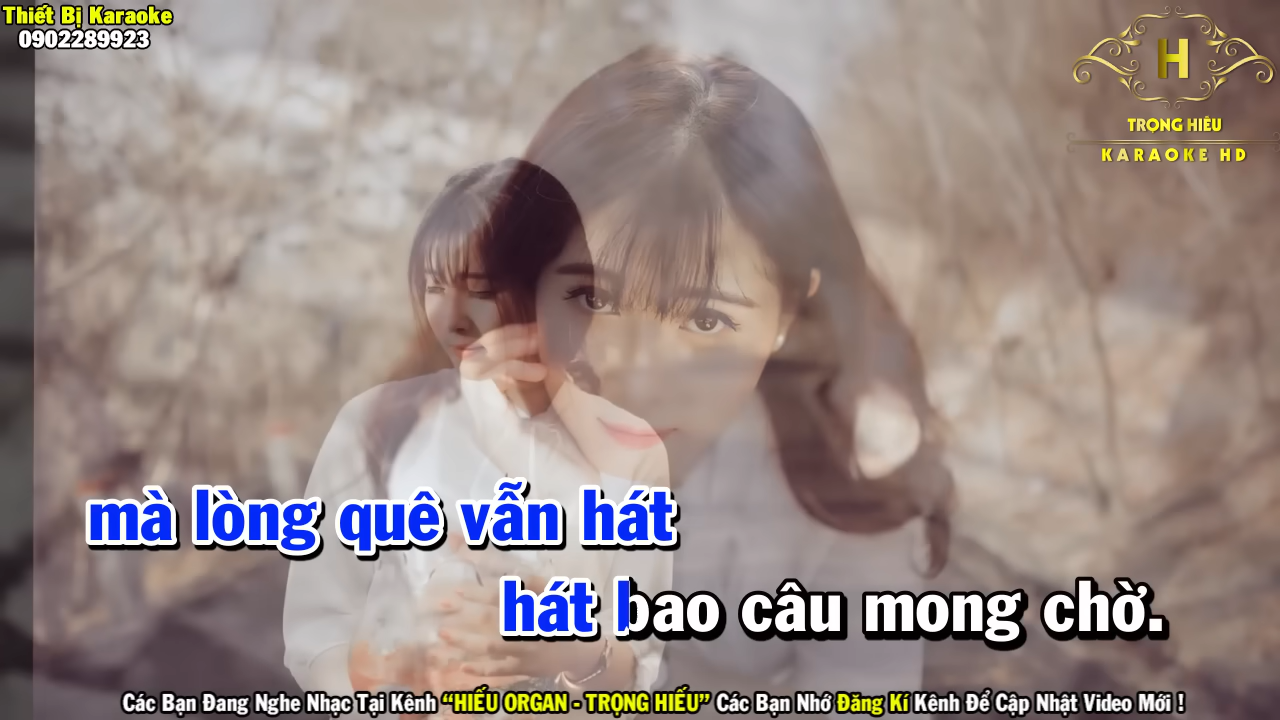 Thiết Bị Karaoke
0902289923
H
TRỌNG HIẾU
KARAOKE HD
mà lòng quê vẫn hát
hát bao câu mong chờ.
Các Bạn Đang Nghe Nhạc Tại Kênh “HIẾU ORGAN - TRỌNG HIẾU” Các Bạn Nhớ Đăng Kí Kênh Để Cập Nhật Video Mới !